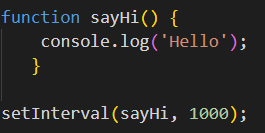 function sayHi() {
    console.log('Hello');
   }

setInterval(sayHi, 1000);